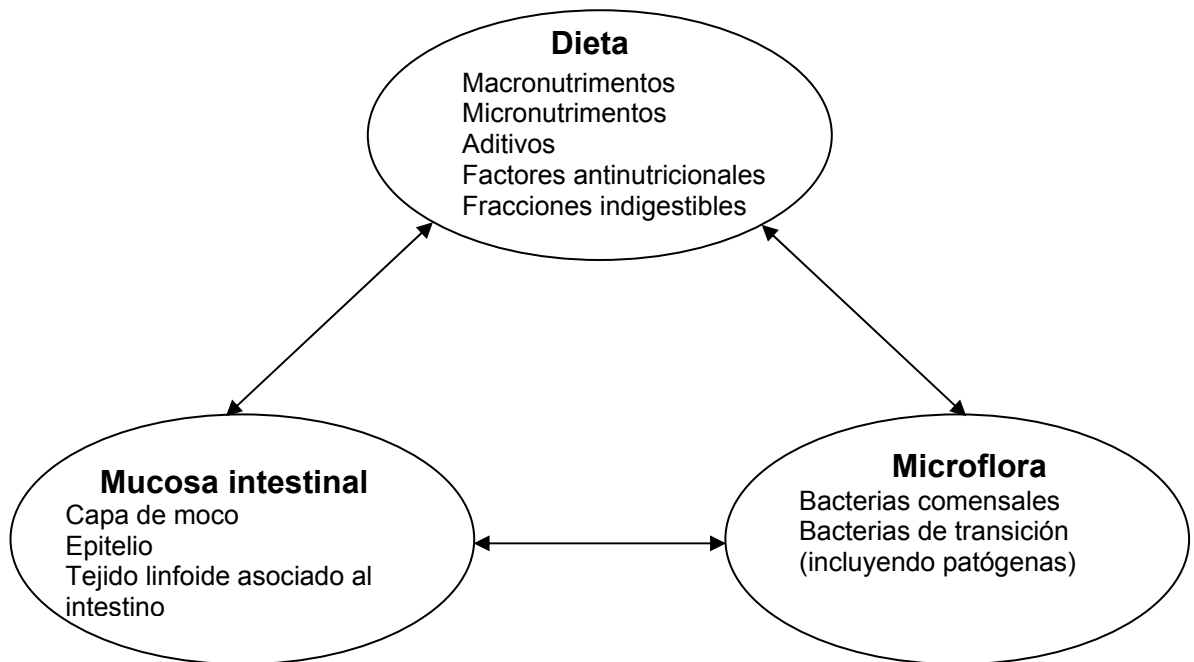 Dieta
Macronutrimentos
Micronutrimentos
Aditivos
Factores antinutricionales
Fracciones indigestibles
Mucosa intestinal
Capa de moco
Epitelio
Tejido linfoide asociado al
intestino
Microflora
Bacterias comensales
Bacterias de transición
(incluyendo patógenas)